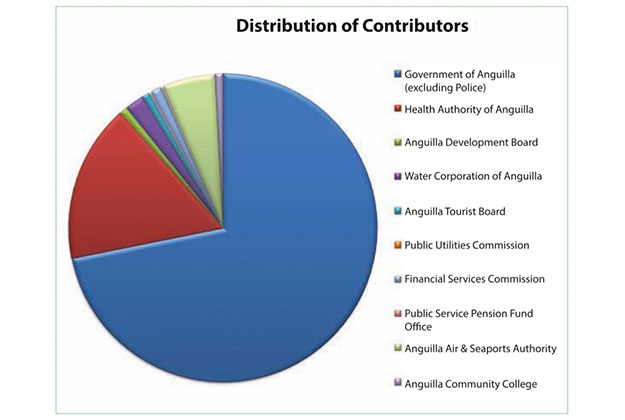 Distribution of Contributors
Government of Anguilla
(excluding Police)
Health Authority of Anguilla
Anguilla Development Board
Water Corporation of Anguilla
Anguilla Tourist Board
Public Utilities Commission
Financial Services Commission
Public Service Pension Fund
Office
Anguilla Air & Seaports Authority
Anguilla Community College